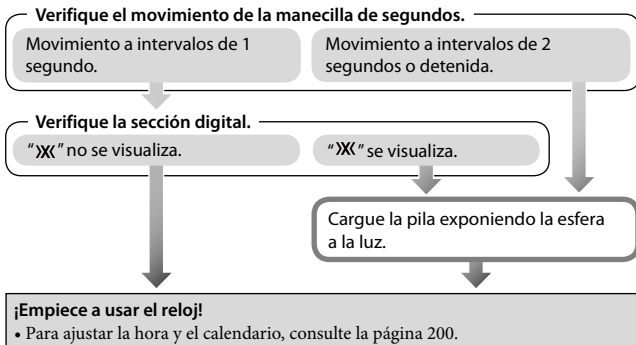 Verifique el movimiento de la manecilla de segundos.
Movimiento a intervalos de 1
segundo.
Movimiento a intervalos de 2
segundos o detenida.
Verifique la sección digital.
“ ” no se visualiza.
“ ” se visualiza.
Cargue la pila exponiendo la esfera
a la luz.
¡Empiece a usar el reloj!
• Para ajustar la hora y el calendario, consulte la página 200.